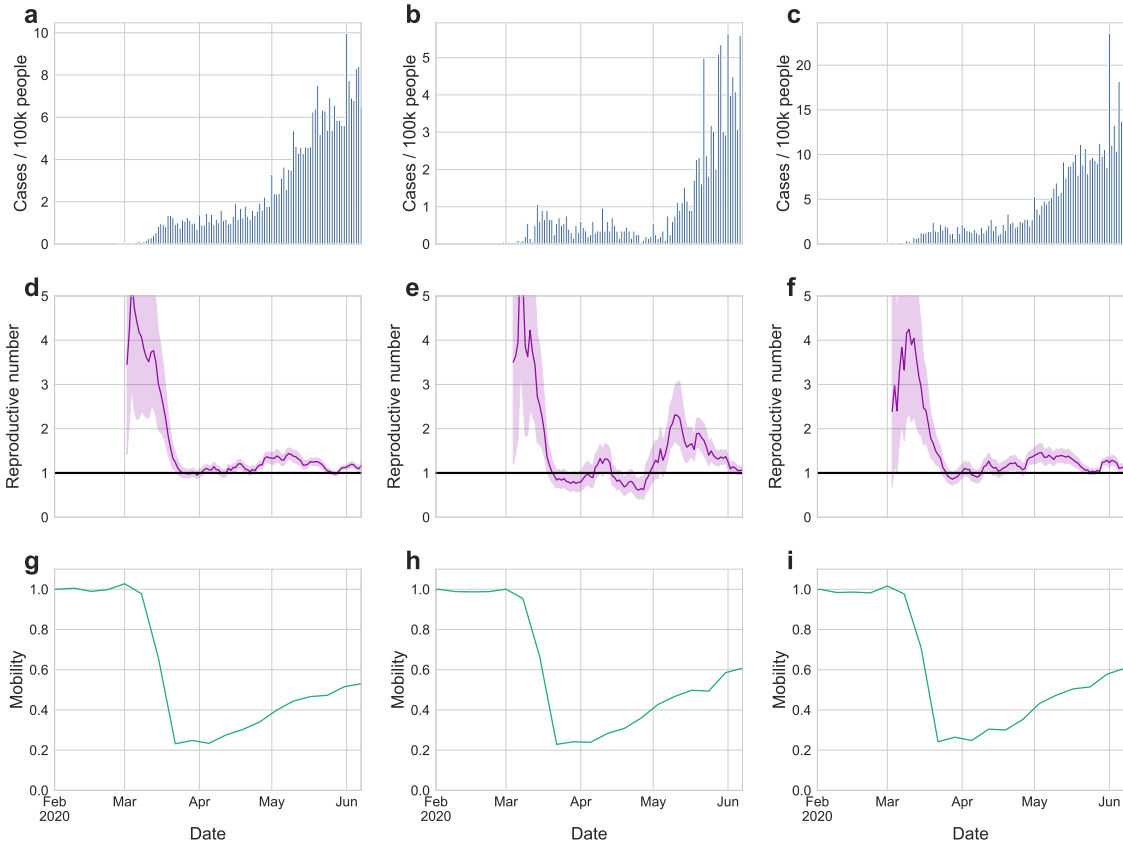 a
b
c
Cases / 100k people
10
8
6
4
2
0
Cases / 100k people
5
4
3
2
1
0
Cases / 100k people
20
15
10
5
0
d
e
f
Reproductive number
5
4
3
2
1
0
Reproductive number
5
4
3
2
1
0
Reproductive number
5
4
3
2
1
0
g
h
i
Mobility
1.0
0.8
0.6
0.4
0.2
0.0
Feb Mar Apr May Jun
2020
Date
Mobility
1.0
0.8
0.6
0.4
0.2
0.0
Feb Mar Apr May Jun
2020
Date
Mobility
1.0
0.8
0.6
0.4
0.2
0.0
Feb Mar Apr May Jun
2020
Date